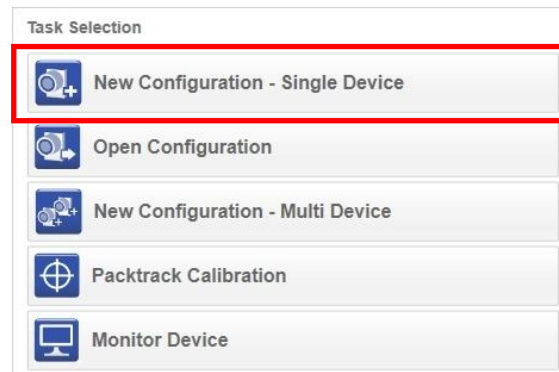 Task Selection
New Configuration - Single Device
Open Configuration
New Configuration - Multi Device
Packtrack Calibration
Monitor Device